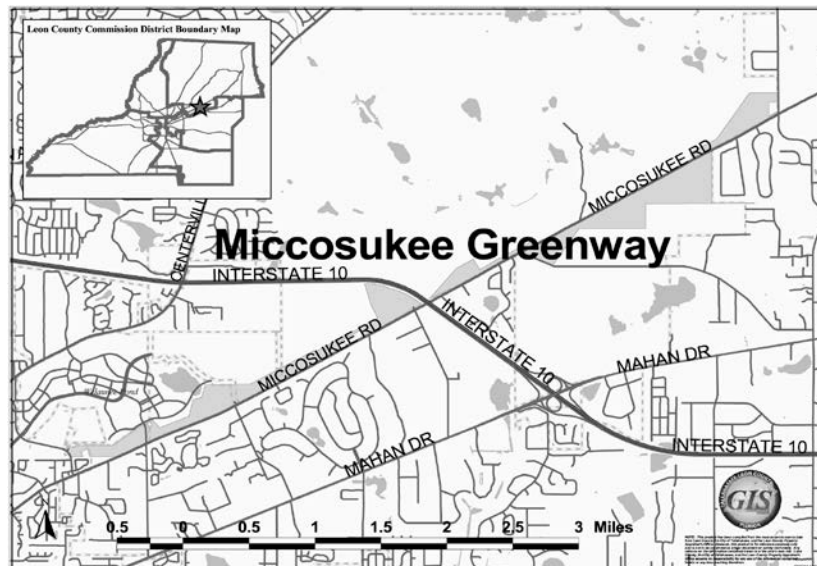 Leon County Commission District Boundary Map
MICCOSUKEE RD
CENTERVILL
Miccosukee Greenway
INTERSTATE 10
INTERSTATE 10
MAHAN DR
MICCOSUKEE RD
MAHAN DR
INTERSTATE 10
GIS
0.5 0 0.5 1 1.5 2 2.5 3 Miles